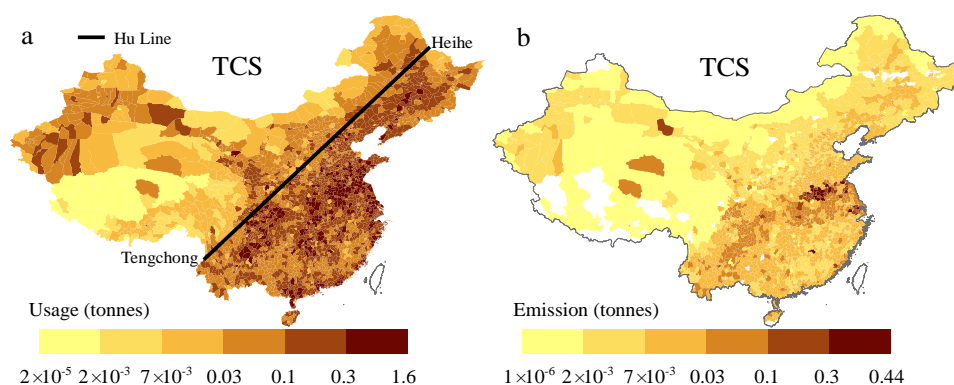 a
Hu Line
TCS
Heihe
Tengchong
Usage (tonnes)
2×10⁻⁵ 2×10⁻³ 7×10⁻³ 0.03 0.1 0.3 1.6
b
TCS
Emission (tonnes)
1×10⁻⁶ 2×10⁻³ 7×10⁻³ 0.03 0.1 0.3 0.44